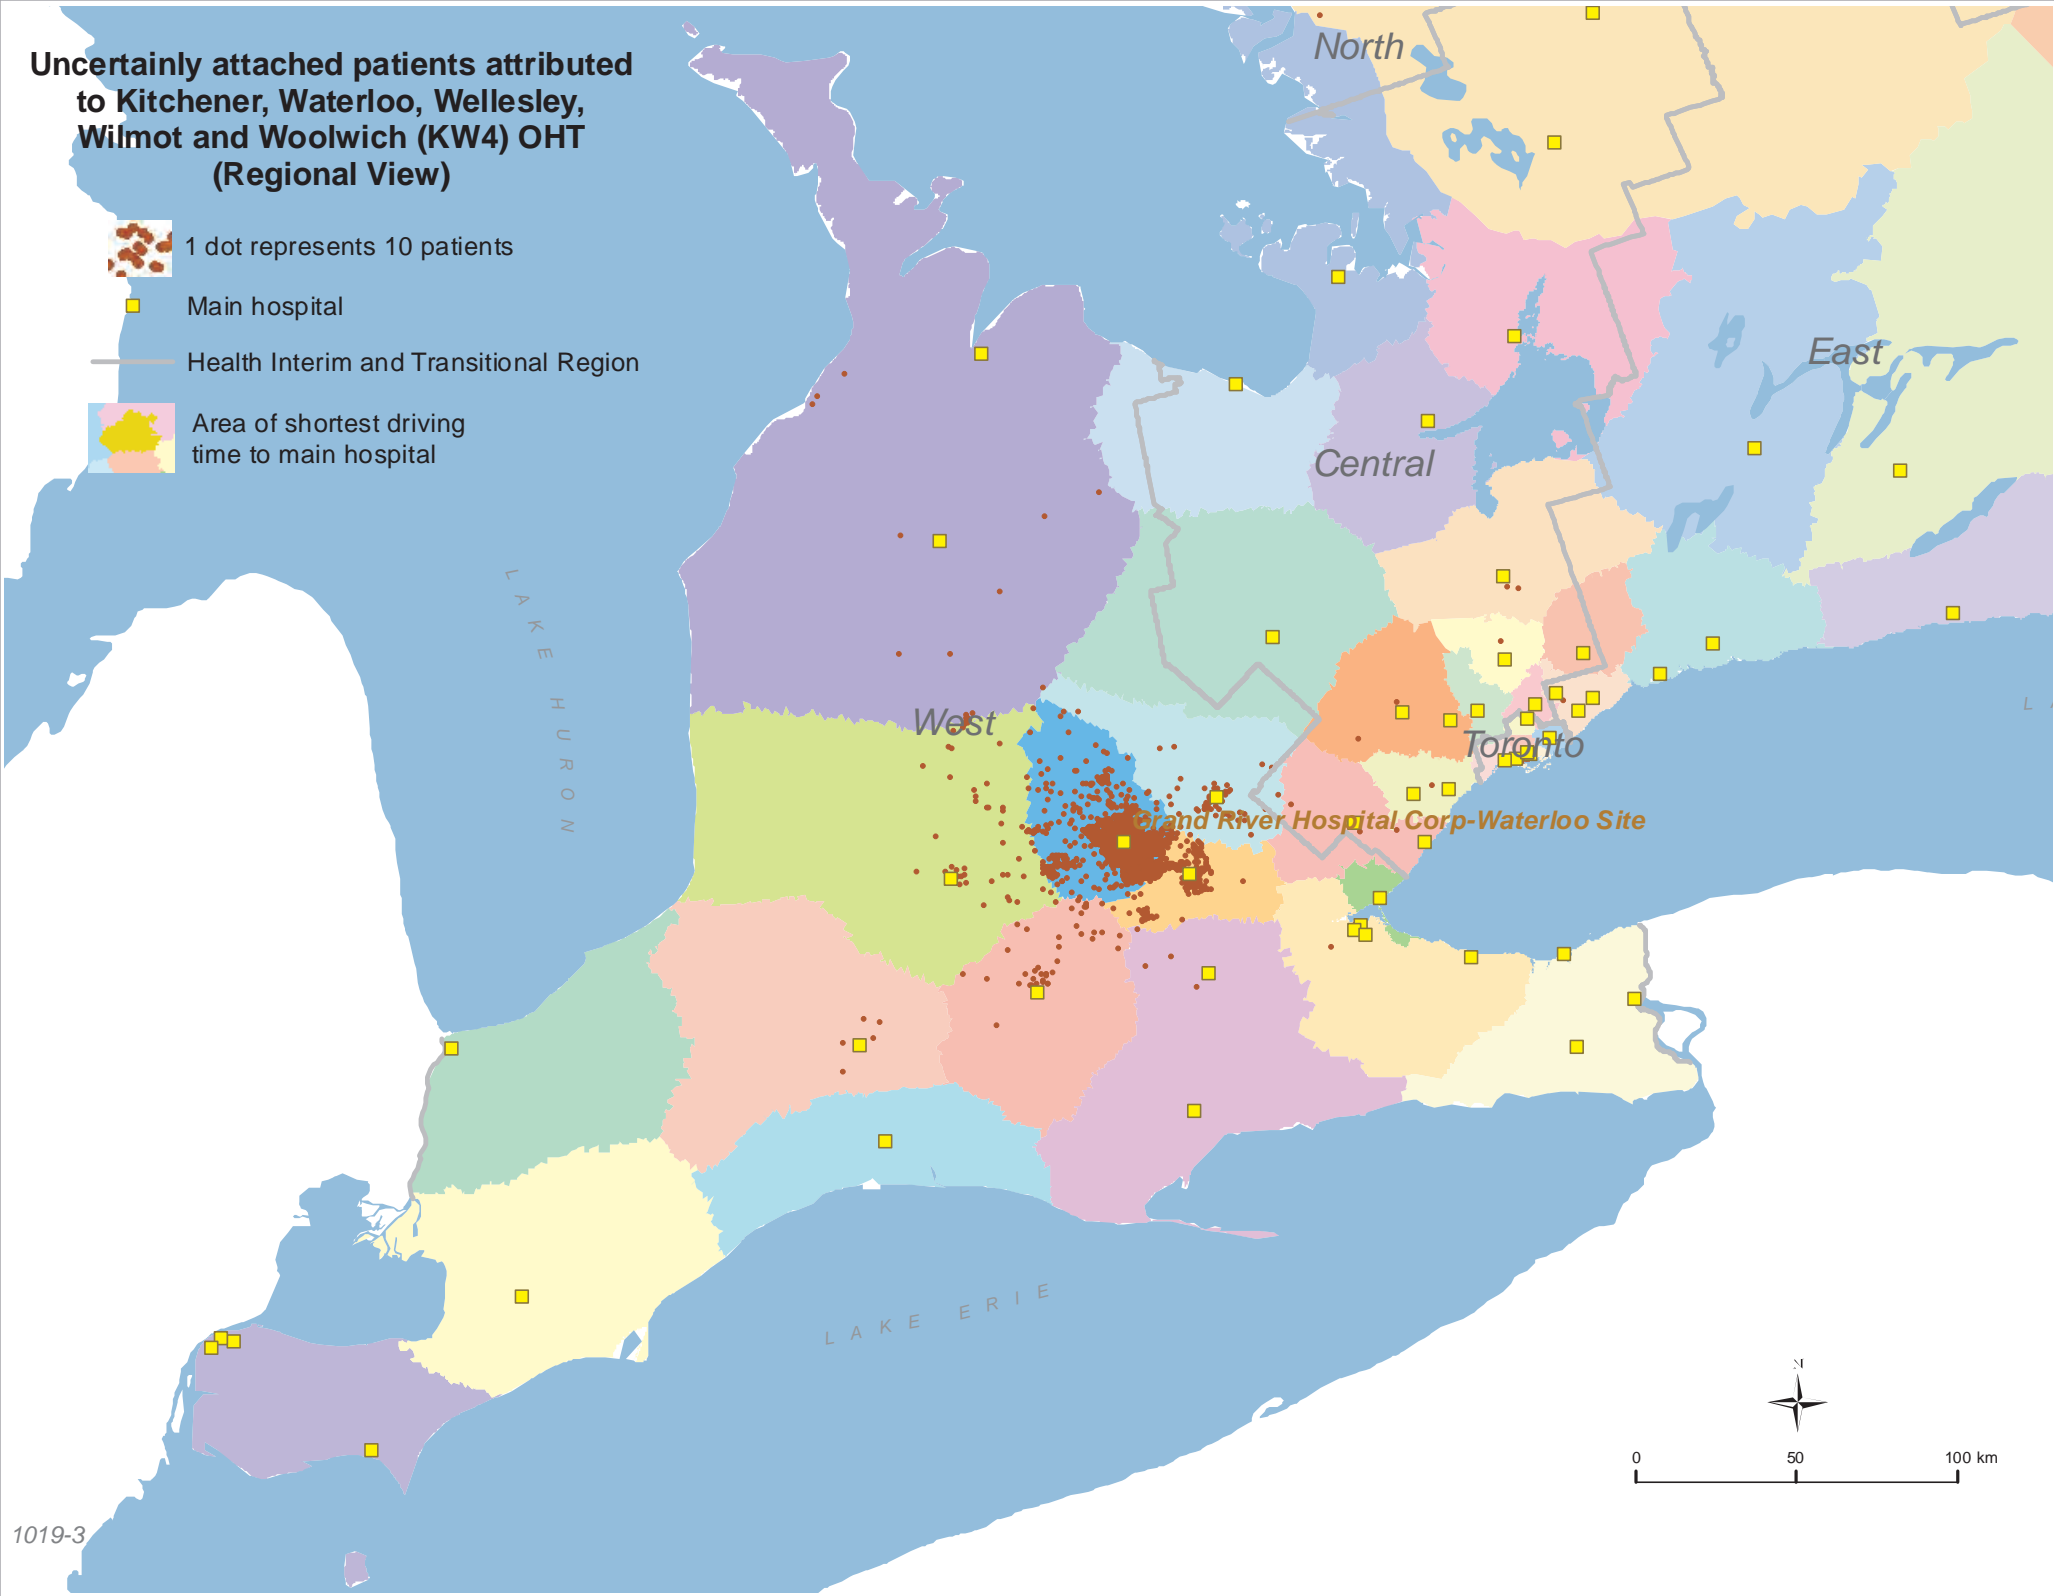 Uncertainly attached patients attributed
to Kitchener, Waterloo, Wellesley,
Wilmot and Woolwich (KW4) OHT
(Regional View)
1 dot represents 10 patients
Main hospital
Health Interim and Transitional Region
Area of shortest driving
time to main hospital
North
East
Central
West
Toronto
Grand River Hospital Corp-Waterloo Site
LAKE HURON
LAKE ERIE
L
N
0 50 100 km
1019-3